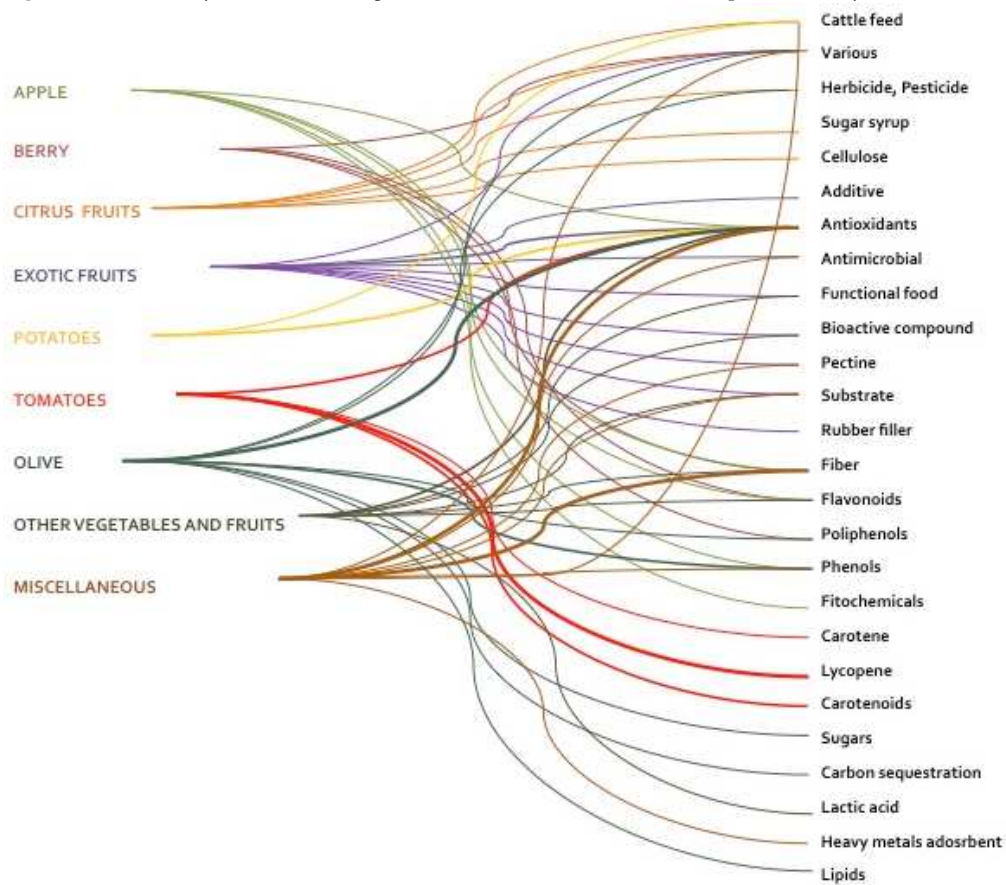 Cattle feed
Various
Herbicide, Pesticide
Sugar syrup
Cellulose
Additive
Antioxidants
Antimicrobial
Functional food
Bioactive compound
Pectine
Substrate
Rubber filler
Fiber
Flavonoids
Poliphenols
Phenols
Fitochemicals
Carotene
Lycopene
Carotenoids
Sugars
Carbon sequestration
Lactic acid
Heavy metals adosrbent
Lipids
APPLE
BERRY
CITRUS FRUITS
EXOTIC FRUITS
POTATOES
TOMATOES
OLIVE
OTHER VEGETABLES AND FRUITS
MISCELLANEOUS